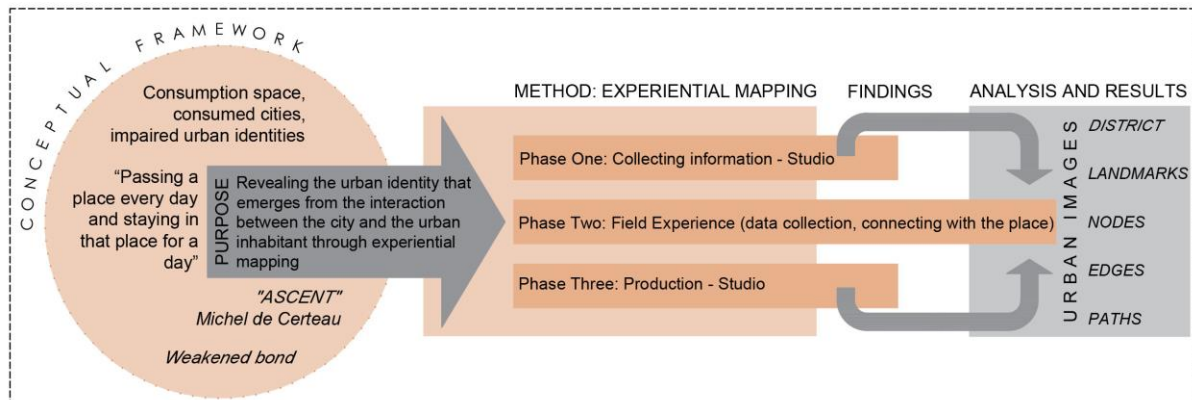 CONCEPTUAL FRAMEWORK
Consumption space,
consumed cities,
impaired urban identities
“Passing a
place every day
and staying in
that place for a
day”
"ASCENT"
Michel de Certeau
Weakened bond
PURPOSE
Revealing the urban identity that
emerges from the interaction
between the city and the urban
inhabitant through experiential
mapping
METHOD: EXPERIENTIAL MAPPING
Phase One: Collecting information - Studio
Phase Two: Field Experience (data collection, connecting with the place)
Phase Three: Production - Studio
FINDINGS
ANALYSIS AND RESULTS
URBAN IMAGES
DISTRICT
LANDMARKS
NODES
EDGES
PATHS